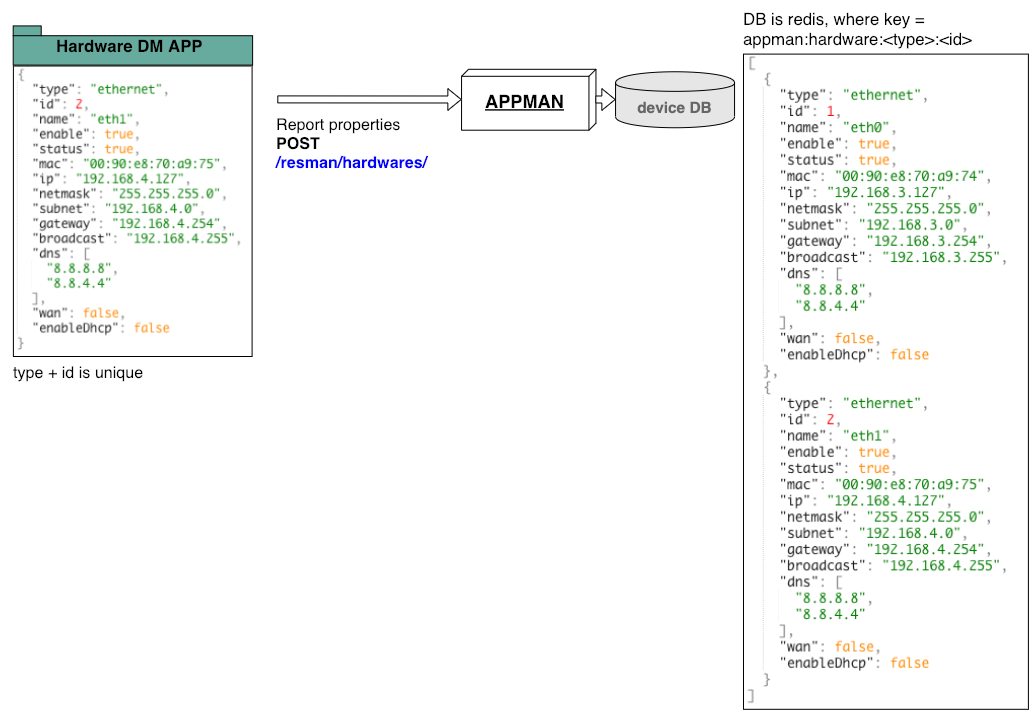 Hardware DM APP
{
"type": "ethernet",
"id": 2,
"name": "eth1",
"enable": true,
"status": true,
"mac": "00:90:e8:70:a9:75",
"ip": "192.168.4.127",
"netmask": "255.255.255.0",
"subnet": "192.168.4.0",
"gateway": "192.168.4.254",
"broadcast": "192.168.4.255",
"dns": [
"8.8.8.8",
"8.8.4.4"
],
"wan": false,
"enableDhcp": false
}
type + id is unique
Report properties
POST
/resman/hardwares/
APPMAN
device DB
DB is redis, where key =
appman:hardware:<type>:<id>
[
{
"type": "ethernet",
"id": 1,
"name": "eth0",
"enable": true,
"status": true,
"mac": "00:90:e8:70:a9:74",
"ip": "192.168.3.127",
"netmask": "255.255.255.0",
"subnet": "192.168.3.0",
"gateway": "192.168.3.254",
"broadcast": "192.168.3.255",
"dns": [
"8.8.8.8",
"8.8.4.4"
],
"wan": false,
"enableDhcp": false
},
{
"type": "ethernet",
"id": 2,
"name": "eth1",
"enable": true,
"status": true,
"mac": "00:90:e8:70:a9:75",
"ip": "192.168.4.127",
"netmask": "255.255.255.0",
"subnet": "192.168.4.0",
"gateway": "192.168.4.254",
"broadcast": "192.168.4.255",
"dns": [
"8.8.8.8",
"8.8.4.4"
],
"wan": false,
"enableDhcp": false
}
]